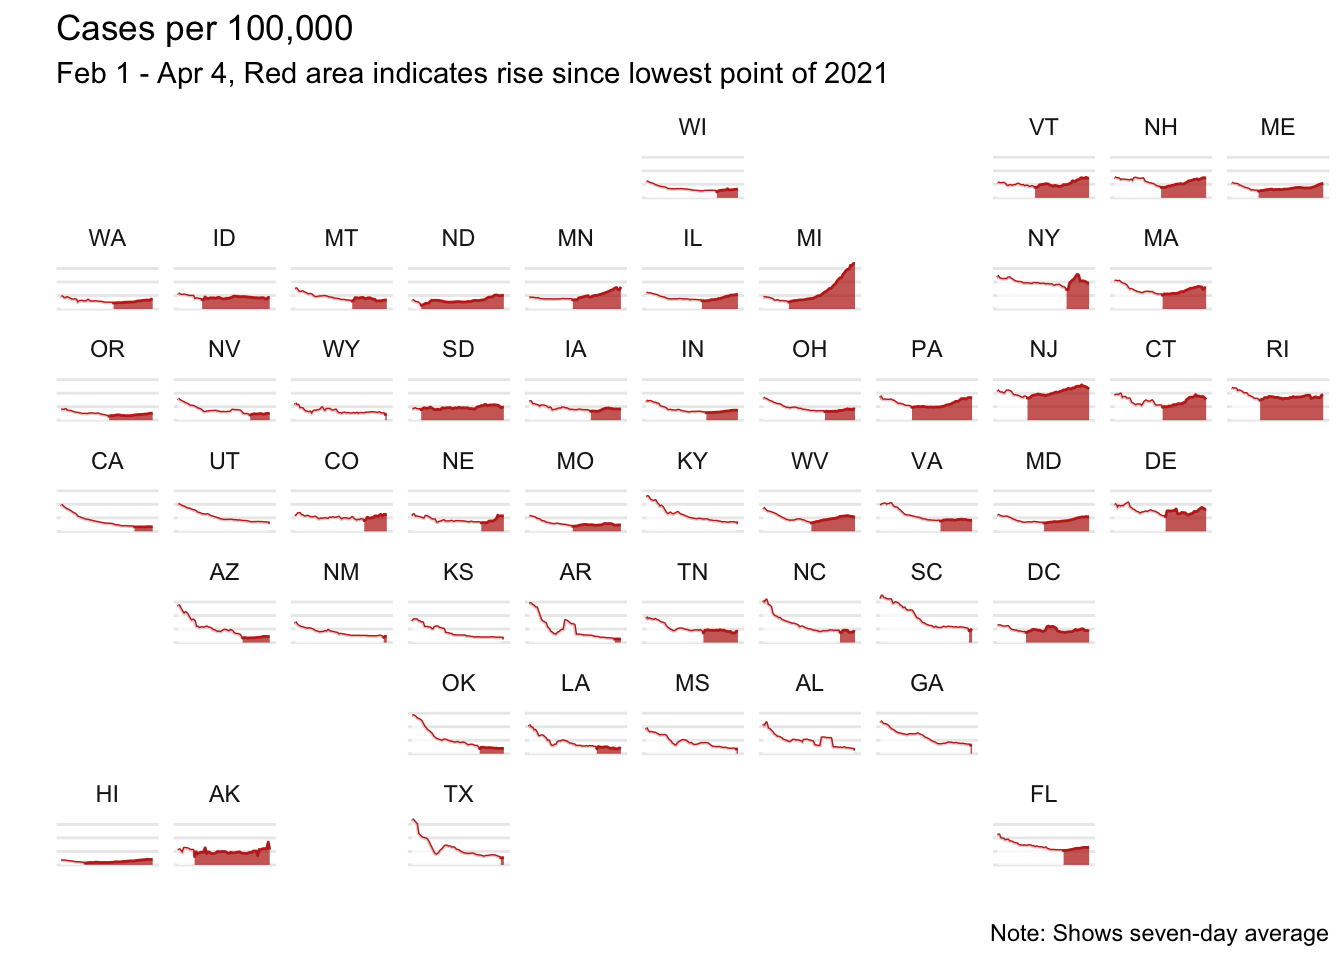 Cases per 100,000
Feb 1 - Apr 4, Red area indicates rise since lowest point of 2021
WI VT NH ME
WA ID MT ND MN IL MI NY MA
OR NV WY SD IA IN OH PA NJ CT RI
CA UT CO NE MO KY WV VA MD DE
AZ NM KS AR TN NC SC DC
OK LA MS AL GA
HI AK TX FL
Note: Shows seven-day average